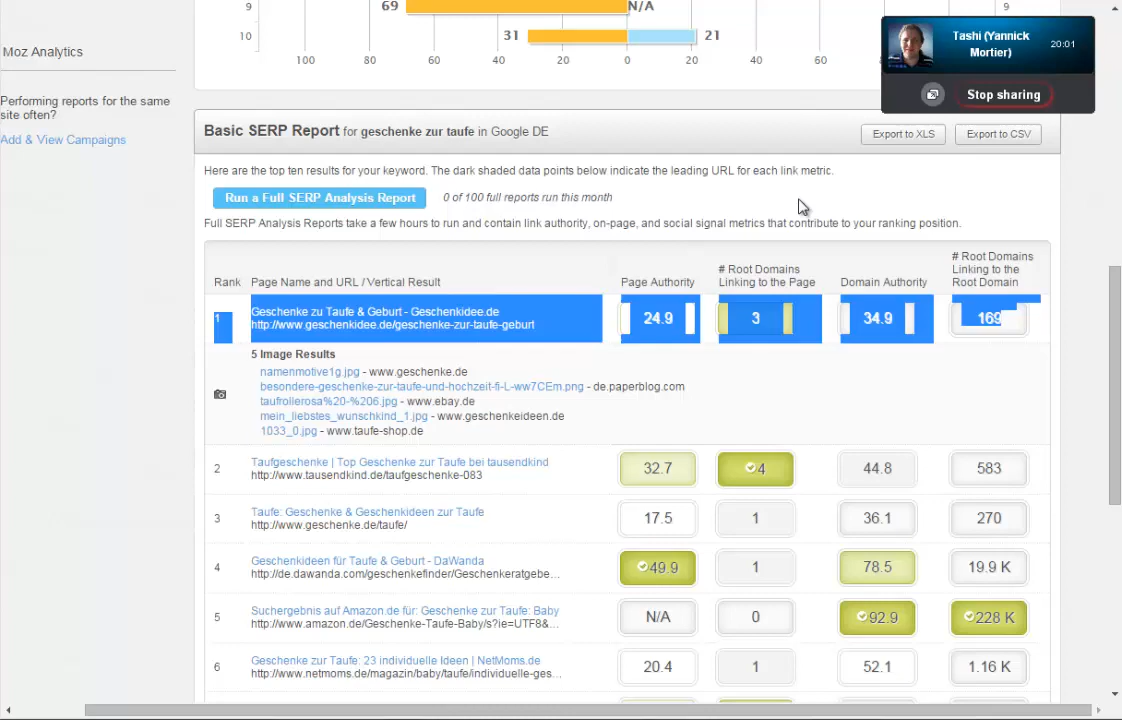 9
69
N/A
9
10
31
21
100
80
60
40
20
0
20
40
60
Tashi (Yannick Mortier)
20:01
Stop sharing
Moz Analytics
Performing reports for the same
site often?
Add & View Campaigns
Basic SERP Report for geschenke zur taufe in Google DE
Export to XLS
Export to CSV
Here are the top ten results for your keyword. The dark shaded data points below indicate the leading URL for each link metric.
Run a Full SERP Analysis Report
0 of 100 full reports run this month
Full SERP Analysis Reports take a few hours to run and contain link authority, on-page, and social signal metrics that contribute to your ranking position.
Rank
Page Name and URL / Vertical Result
Page Authority
# Root Domains
Linking to the Page
Domain Authority
# Root Domains
Linking to the
Root Domain
1
Geschenke zu Taufe & Geburt - Geschenkidee.de
http://www.geschenkidee.de/geschenke-zur-taufe-geburt
24.9
3
34.9
169
5 Image Results
namenmotive1g.jpg - www.geschenke.de
besondere-geschenke-zur-taufe-und-hochzeit-fi-L-ww7CEm.png - de.paperblog.com
taufrollerosa%20-%206.jpg - www.ebay.de
mein_liebstes_wunschkind_1.jpg - www.geschenkeideen.de
1033_0.jpg - www.taufe-shop.de
2
Taufgeschenke | Top Geschenke zur Taufe bei tausendkind
http://www.tausendkind.de/taufgeschenke-083
32.7
4
44.8
583
3
Taufe: Geschenke & Geschenkideen zur Taufe
http://www.geschenke.de/taufe/
17.5
1
36.1
270
4
Geschenkideen für Taufe & Geburt - DaWanda
http://de.dawanda.com/geschenkefinder/Geschenkeratgebe...
49.9
1
78.5
19.9 K
5
Suchergebnis auf Amazon.de für: Geschenke zur Taufe: Baby
http://www.amazon.de/Geschenke-Taufe-Baby/s?ie=UTF8&...
N/A
0
92.9
228 K
6
Geschenke zur Taufe: 23 individuelle Ideen | NetMoms.de
http://www.netmoms.de/magazin/baby/taufe/individuelle-ges...
20.4
1
52.1
1.16 K